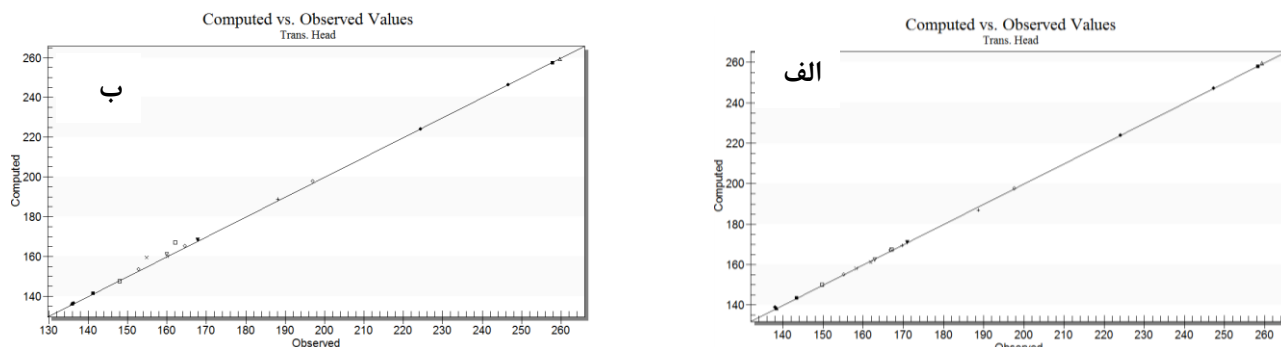 Computed vs. Observed Values
Trans. Head
ب
260
240
220
200
180
160
140
Computed
130 140 150 160 170 180 190 200 210 220 230 240 250 260
Observed
Computed vs. Observed Values
Trans. Head
الف
260
240
220
200
180
160
140
Computed
140 150 160 170 180 190 200 210 220 230 240 250 260
Observed